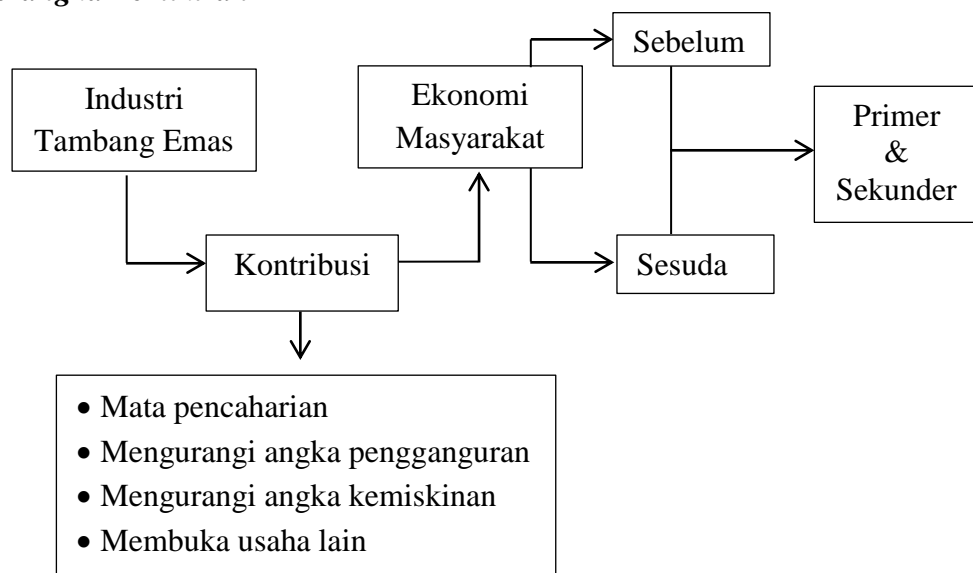 Sebelum
Industri
Tambang Emas
Ekonomi
Masyarakat
Primer
&
Sekunder
Kontribusi
Sesuda
• Mata pencaharian
• Mengurangi angka pengganguran
• Mengurangi angka kemiskinan
• Membuka usaha lain